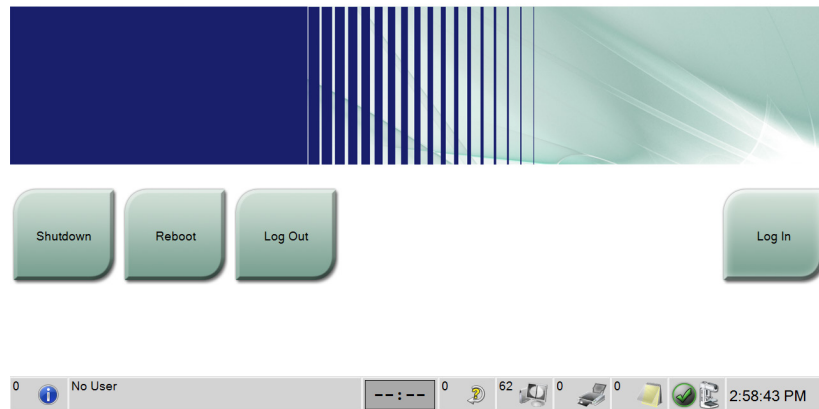 Shutdown
Reboot
Log Out
Log In
0
No User
--:--
0
62
0
0
2:58:43 PM